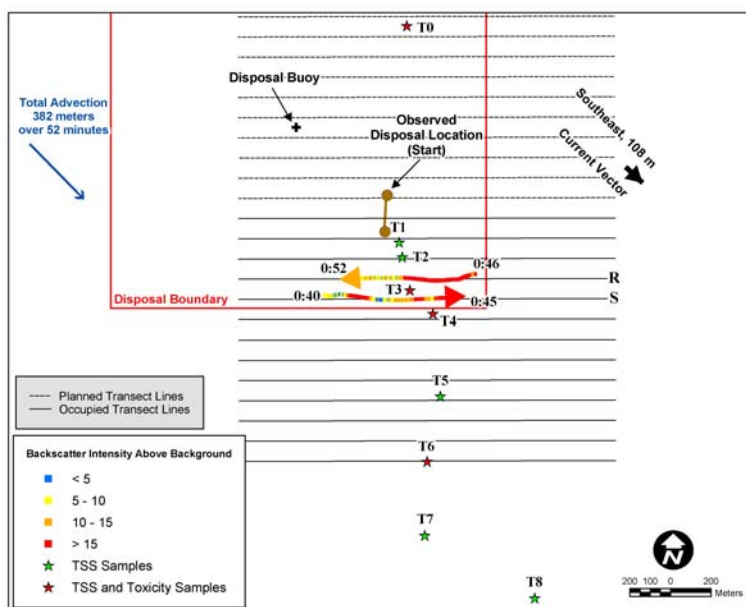 T0
Disposal Buoy
Total Advection
382 meters
over 52 minutes
Observed
Disposal Location
(Start)
Southeast, 108 m
Current Vector
T1
T2
0:52
0:46
R
T3
0:40
0:45
S
Disposal Boundary
T4
Planned Transect Lines
Occupied Transect Lines
T5
Backscatter Intensity Above Background
< 5
5 - 10
10 - 15
> 15
TSS Samples
TSS and Toxicity Samples
T6
T7
T8
N
200 100 0 200
Meters